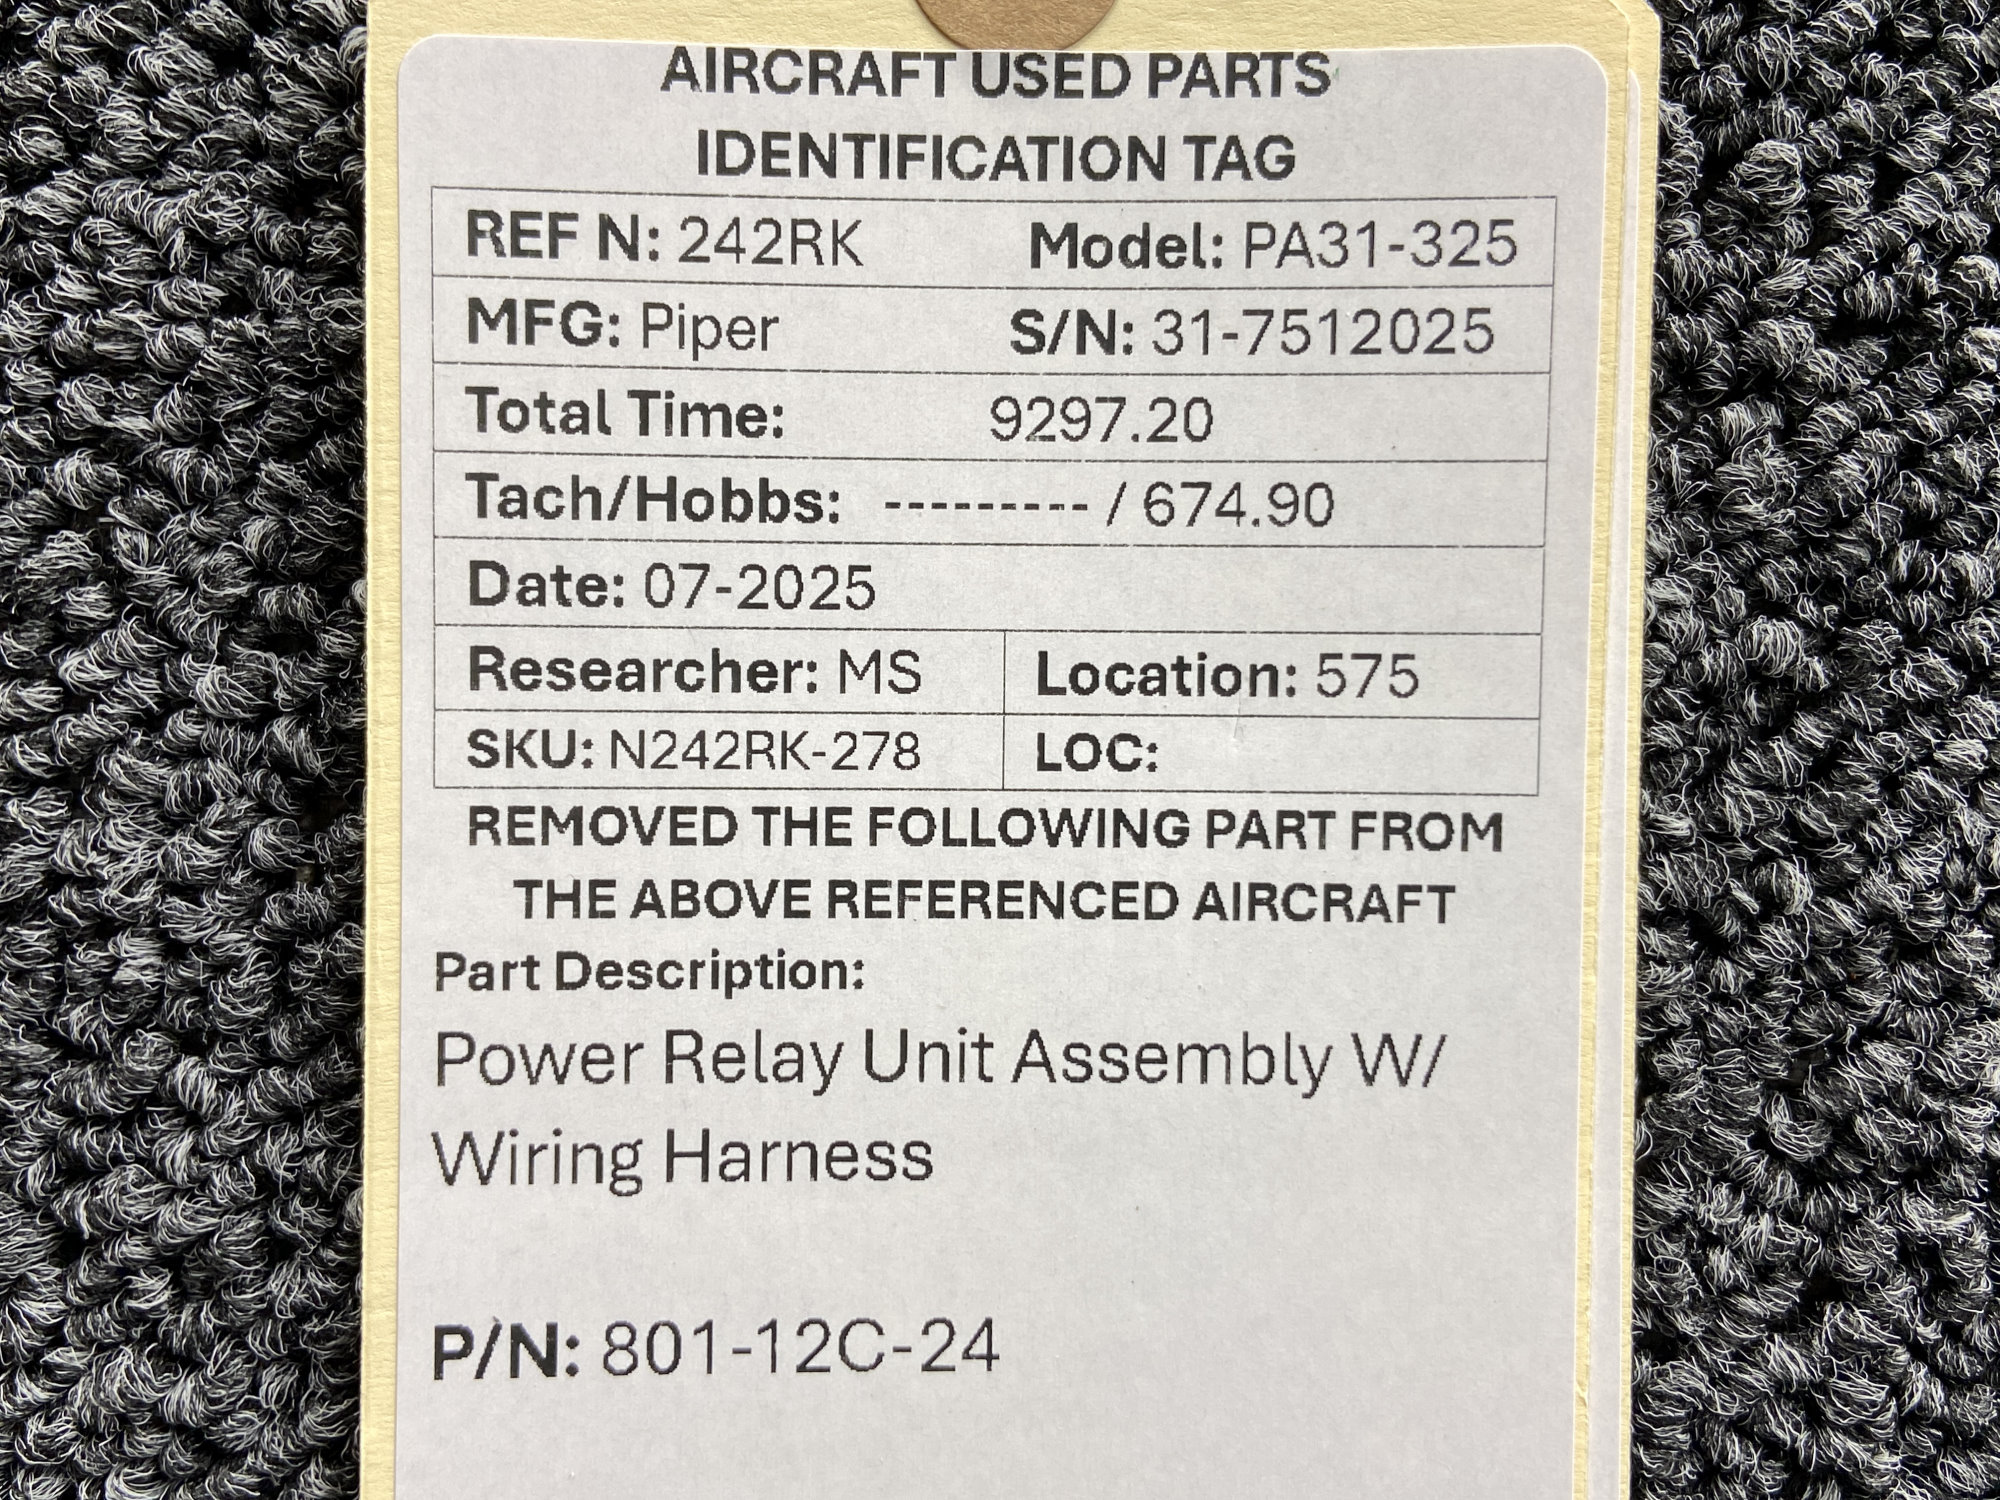 AIRCRAFT USED PARTS
IDENTIFICATION TAG
REF N: 242RK Model: PA31-325
MFG: Piper S/N: 31-7512025
Total Time: 9297.20
Tach/Hobbs: --------- / 674.90
Date: 07-2025
Researcher: MS Location: 575
SKU: N242RK-278 LOC:
REMOVED THE FOLLOWING PART FROM
THE ABOVE REFERENCED AIRCRAFT
Part Description:
Power Relay Unit Assembly W/
Wiring Harness
P/N: 801-12C-24